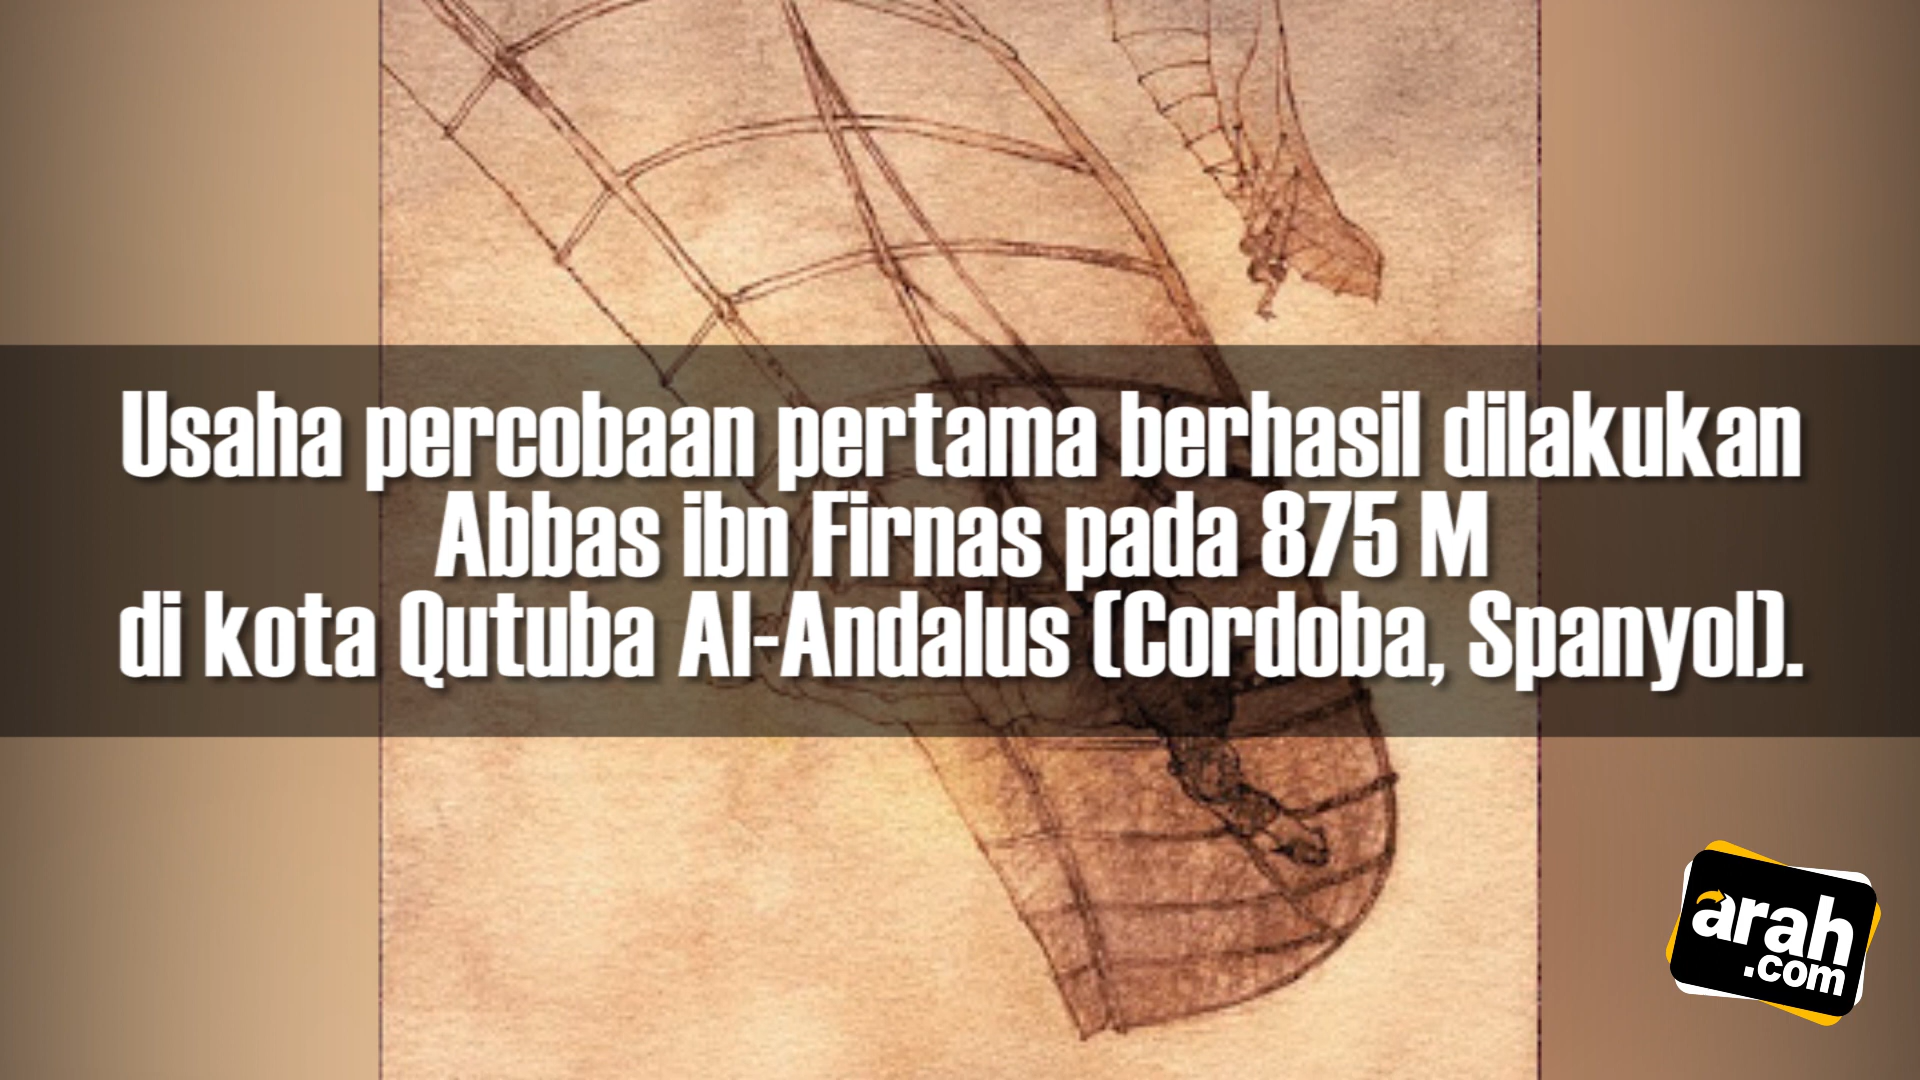 Usaha percobaan pertama berhasil dilakukan
Abbas ibn Firnas pada 875 M
di kota Qutuba Al-Andalus (Cordoba, Spanyol).
arah
.com